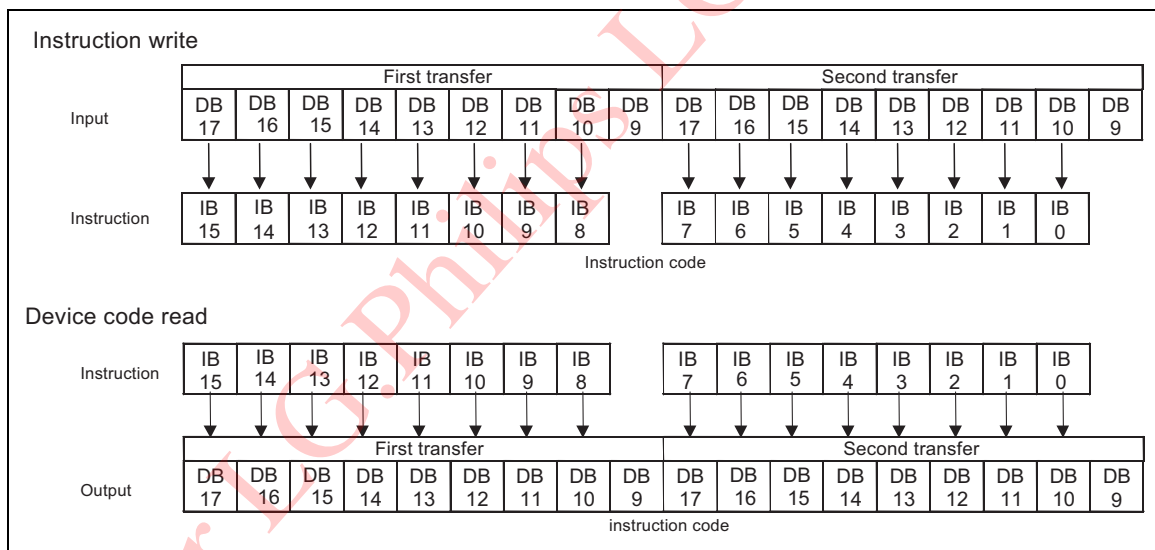 Instruction write
First transfer Second transfer
Input DB 17 DB 16 DB 15 DB 14 DB 13 DB 12 DB 11 DB 10 DB 9 DB 17 DB 16 DB 15 DB 14 DB 13 DB 12 DB 11 DB 10 DB 9
Instruction IB 15 IB 14 IB 13 IB 12 IB 11 IB 10 IB 9 IB 8 IB 7 IB 6 IB 5 IB 4 IB 3 IB 2 IB 1 IB 0
Instruction code
Device code read
Instruction IB 15 IB 14 IB 13 IB 12 IB 11 IB 10 IB 9 IB 8 IB 7 IB 6 IB 5 IB 4 IB 3 IB 2 IB 1 IB 0
First transfer Second transfer
Output DB 17 DB 16 DB 15 DB 14 DB 13 DB 12 DB 11 DB 10 DB 9 DB 17 DB 16 DB 15 DB 14 DB 13 DB 12 DB 11 DB 10 DB 9
instruction code
LG.Philips